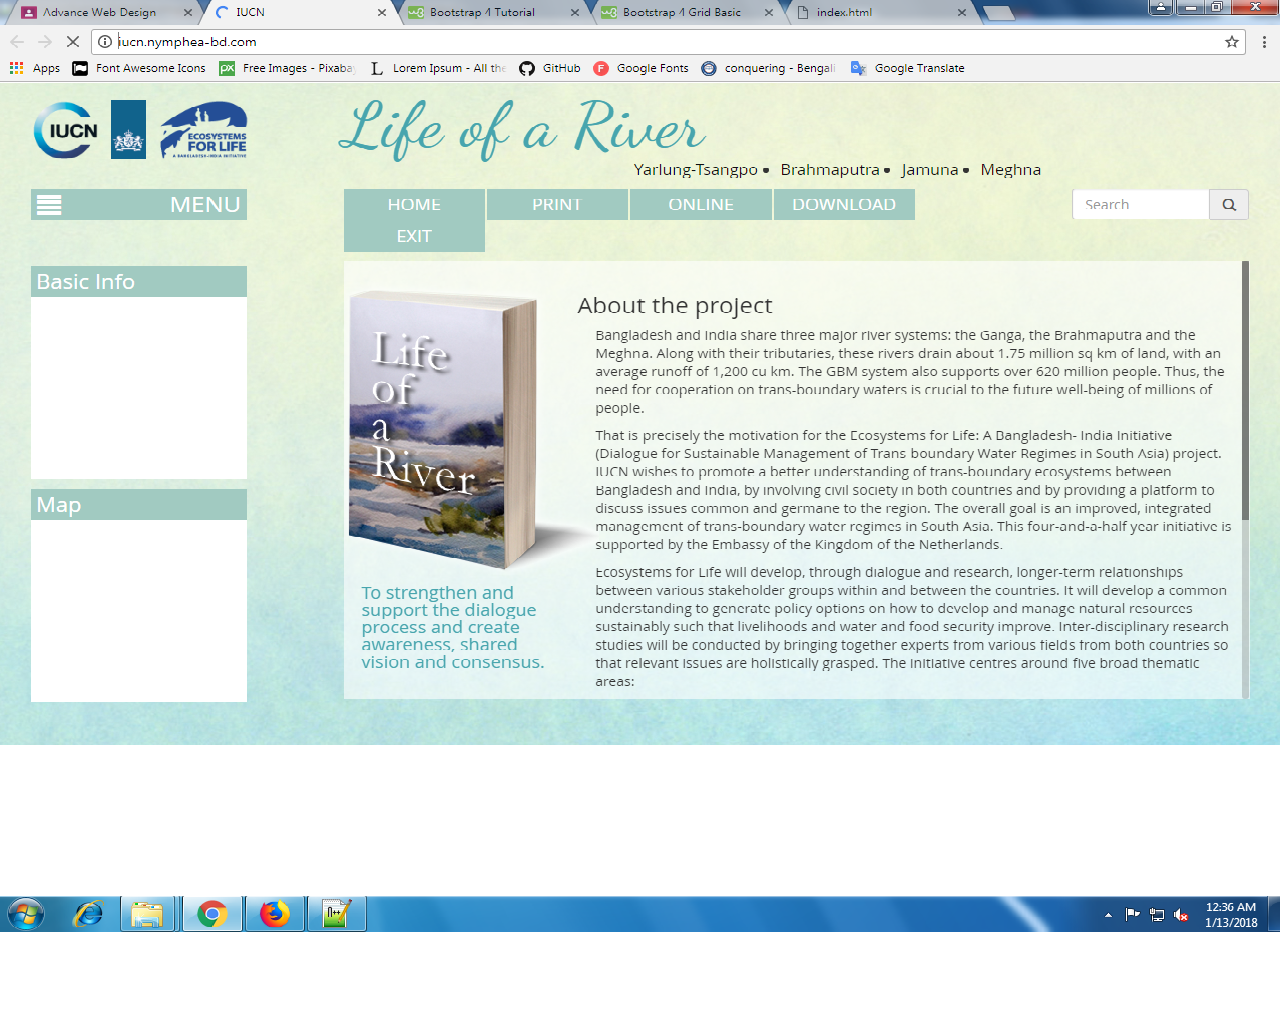 Advance Web Design
IUCN
Bootstrap 4 Tutorial
Bootstrap 4 Grid Basic
index.html
iucn.nymphea-bd.com
Apps
Font Awesome Icons
Free Images - Pixaba
Lorem Ipsum - All the
GitHub
Google Fonts
conquering - Bengali
Google Translate
IUCN
ECOSYSTEMS
FOR LIFE
A BANGLADESH-INDIA INITIATIVE
Life of a River
Yarlung-Tsangpo • Brahmaputra • Jamuna • Meghna
MENU
HOME
PRINT
ONLINE
DOWNLOAD
EXIT
Search
Basic Info
Map
Life
of
a
River
To strengthen and
support the dialogue
process and create
awareness, shared
vision and consensus.
About the project
Bangladesh and India share three major river systems: the Ganga, the Brahmaputra and the
Meghna. Along with their tributaries, these rivers drain about 1.75 million sq km of land, with an
average runoff of 1,200 cu km. The GBM system also supports over 620 million people. Thus, the
need for cooperation on trans-boundary waters is crucial to the future well-being of millions of
people.
That is precisely the motivation for the Ecosystems for Life: A Bangladesh- India Initiative
(Dialogue for Sustainable Management of Trans-boundary Water Regimes in South Asia) project.
IUCN wishes to promote a better understanding of trans-boundary ecosystems between
Bangladesh and India, by involving civil society in both countries and by providing a platform to
discuss issues common and germane to the region. The overall goal is an improved, integrated
management of trans-boundary water regimes in South Asia. This four-and-a-half year initiative is
supported by the Embassy of the Kingdom of the Netherlands.
Ecosystems for Life will develop, through dialogue and research, longer-term relationships
between various stakeholder groups within and between the countries. It will develop a common
understanding to generate policy options on how to develop and manage natural resources
sustainably such that livelihoods and water and food security improve. Inter-disciplinary research
studies will be conducted by bringing together experts from various fields from both countries so
that relevant issues are holistically grasped. The initiative centres around five broad thematic
areas:
12:36 AM
1/13/2018